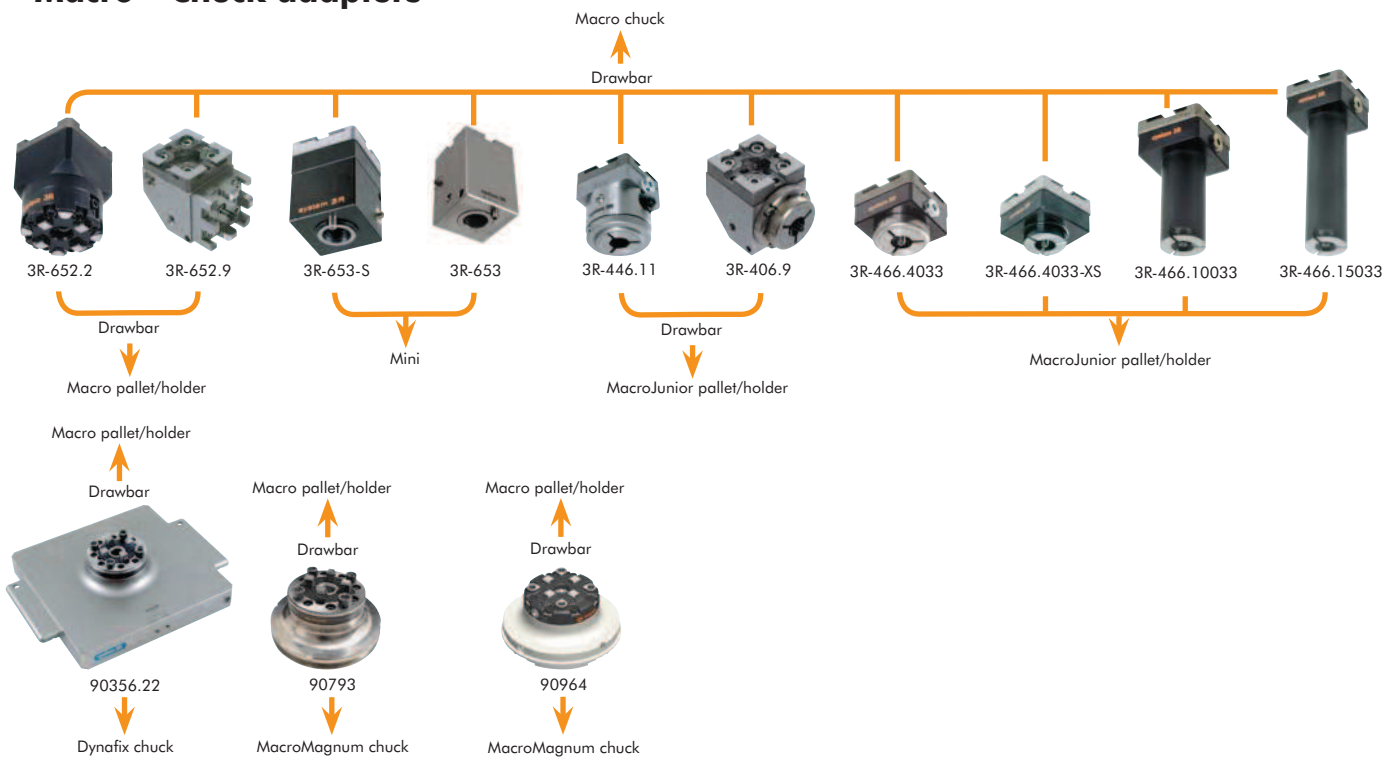 Macro – chuck adapters
Macro chuck
Drawbar
3R-652.2
3R-652.9
3R-653-S
3R-653
3R-446.11
3R-406.9
3R-466.4033
3R-466.4033-XS
3R-466.10033
3R-466.15033
system 3R
Drawbar
Macro pallet/holder
Mini
Drawbar
MacroJunior pallet/holder
MacroJunior pallet/holder
Macro pallet/holder
Drawbar
90356.22
Dynafix chuck
Macro pallet/holder
Drawbar
90793
MacroMagnum chuck
Macro pallet/holder
Drawbar
90964
MacroMagnum chuck